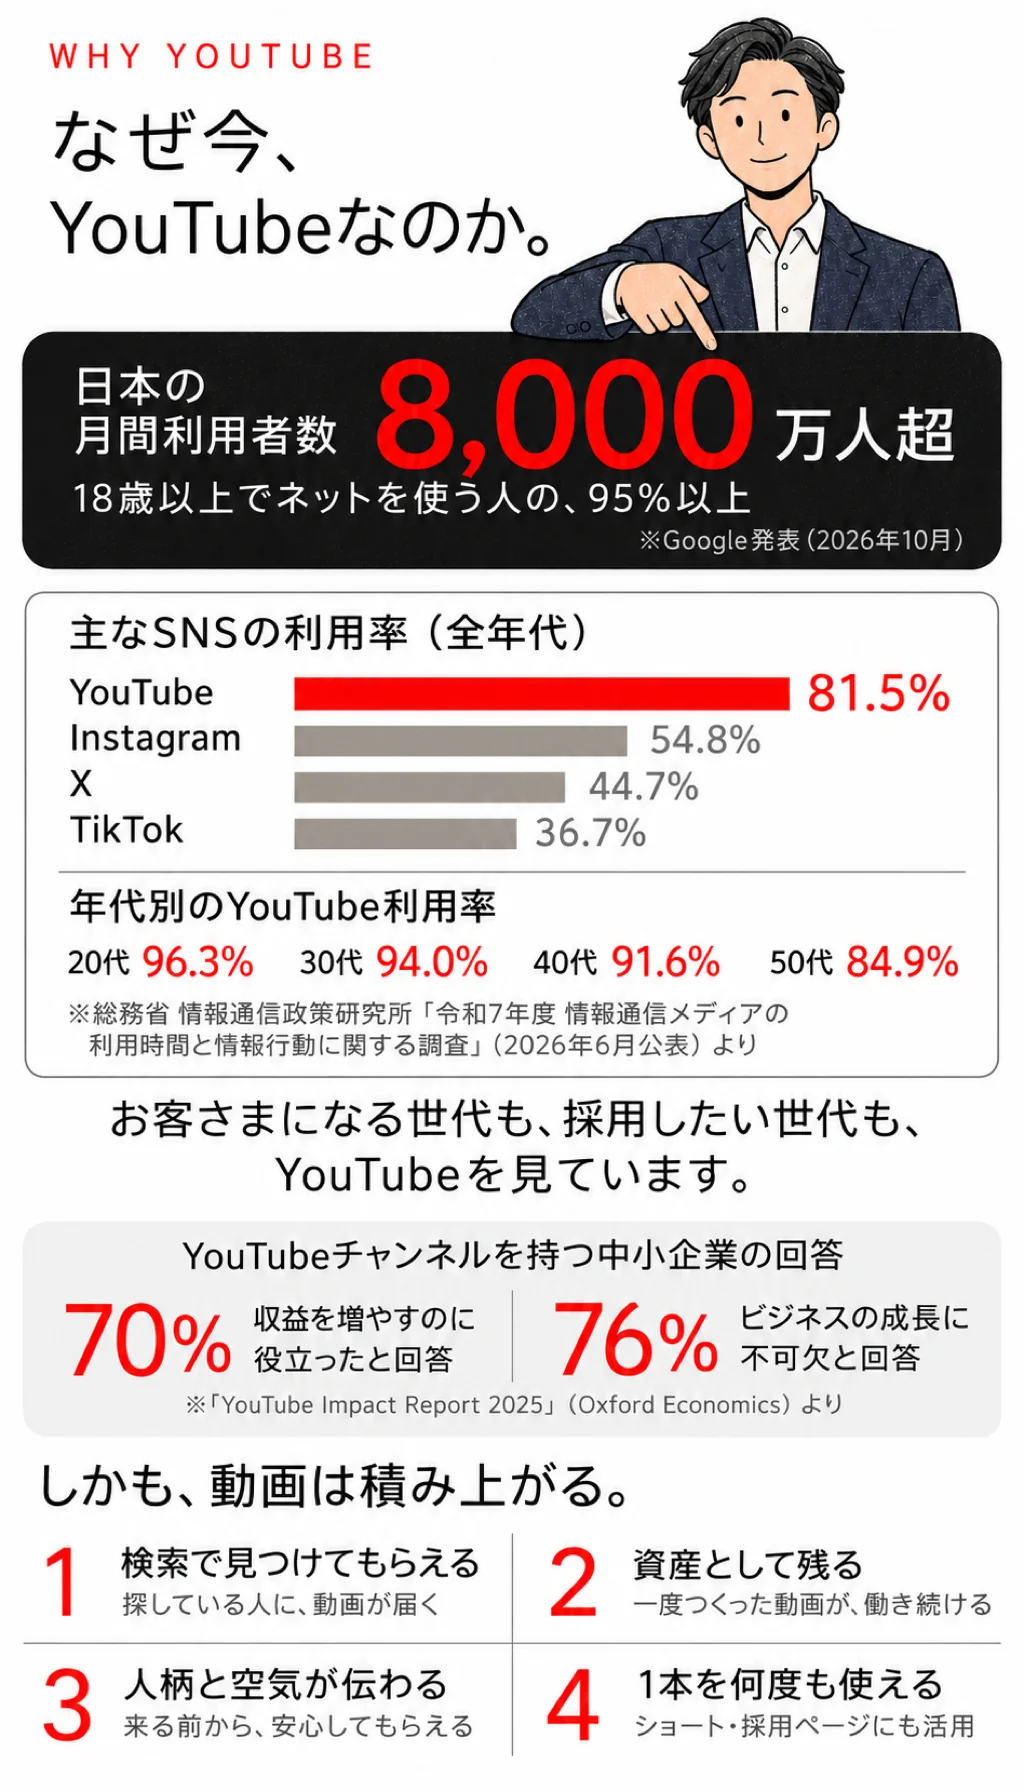 WHY YOUTUBE
なぜ今、
YouTubeなのか。
日本の
月間利用者数
8,000万人超
18歳以上でネットを使う人の、95%以上
※Google発表（2026年10月）
主なSNSの利用率（全年代）
YouTube 81.5%
Instagram 54.8%
X 44.7%
TikTok 36.7%
年代別のYouTube利用率
20代 96.3% 30代 94.0% 40代 91.6% 50代 84.9%
※総務省 情報通信政策研究所「令和7年度 情報通信メディアの
利用時間と情報行動に関する調査」（2026年6月公表）より
お客さまになる世代も、採用したい世代も、
YouTubeを見ています。
YouTubeチャンネルを持つ中小企業の回答
70%
収益を増やすのに
役立ったと回答
76%
ビジネスの成長に
不可欠と回答
※「YouTube Impact Report 2025」（Oxford Economics）より
しかも、動画は積み上がる。
1 検索で見つけてもらえる
探している人に、動画が届く
2 資産として残る
一度つくった動画が、働き続ける
3 人柄と空気が伝わる
来る前から、安心してもらえる
4 1本を何度も使える
ショート・採用ページにも活用